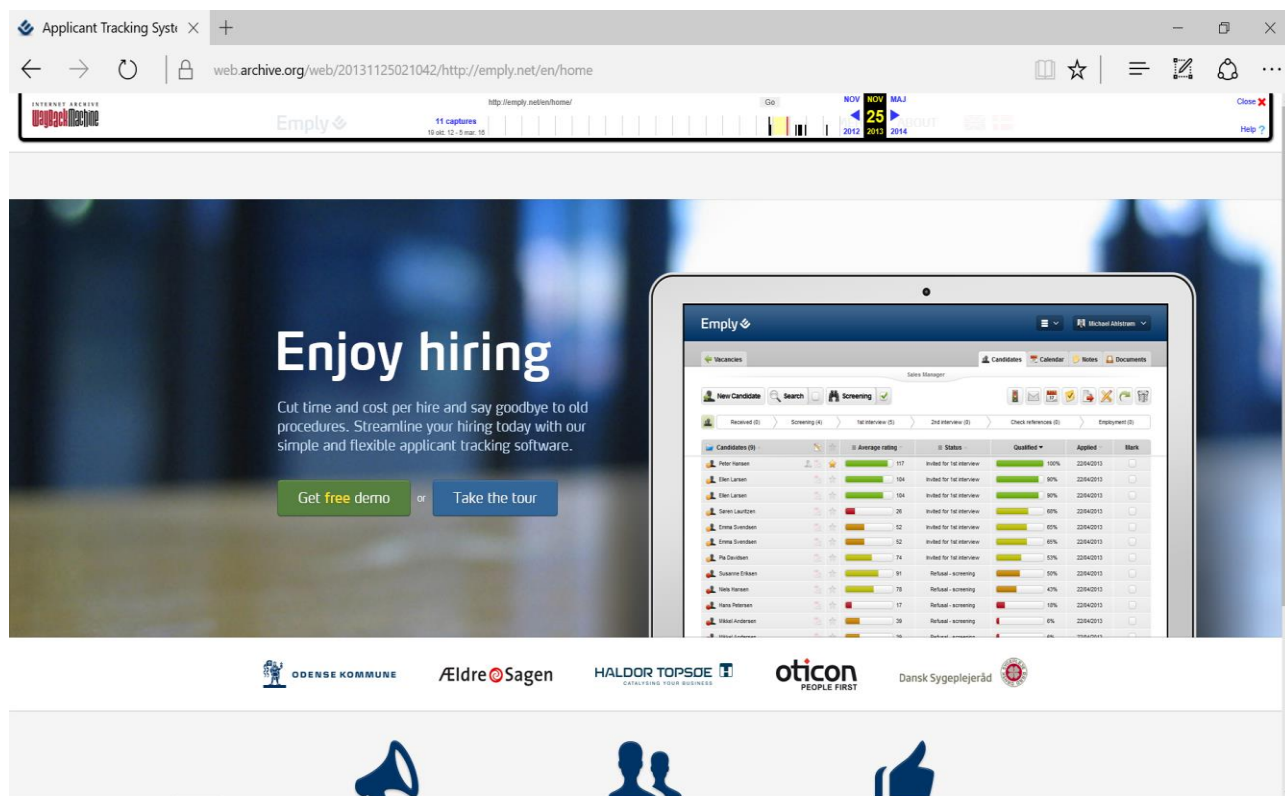 Applicant Tracking Syste
web.archive.org/web/20131125021042/http://emply.net/en/home
INTERNET ARCHIVE
WayBackMachine
http://emply.net/en/home/
Go
NOV NOV MAJ
Close
Emply
11 captures
19 okt. 12 - 5 mar. 16
25
ABOUT
2012 2013 2014
Help ?
Enjoy hiring
Cut time and cost per hire and say goodbye to old
procedures. Streamline your hiring today with our
simple and flexible applicant tracking software.
Get free demo or Take the tour
Emply
Michael Ahlstrøm
Vacancies
Candidates Calendar Notes Documents
Sales Manager
New Candidate Search Screening
Received (0) Screening (4) 1st interview (5) 2nd interview (0) Check references (0) Employment (0)
Candidates (9) Average rating Status Qualified Applied Mark
Peter Hansen 117 Invited for 1st interview 100% 22/04/2013
Ellen Larsen 104 Invited for 1st interview 90% 22/04/2013
Ellen Larsen 104 Invited for 1st interview 90% 22/04/2013
Søren Lauritzen 26 Invited for 1st interview 68% 22/04/2013
Emma Svendsen 52 Invited for 1st interview 65% 22/04/2013
Emma Svendsen 52 Invited for 1st interview 65% 22/04/2013
Pia Davidsen 74 Invited for 1st interview 53% 22/04/2013
Susanne Eriksen 91 Refusal - screening 50% 22/04/2013
Niels Hansen 78 Refusal - screening 43% 22/04/2013
Hans Petersen 17 Refusal - screening 18% 22/04/2013
Mikkel Andersen 39 Refusal - screening 6% 22/04/2013
ODENSE KOMMUNE
ÆldreSagen
HALDOR TOPSØE
CATALYSING YOUR BUSINESS
oticon
PEOPLE FIRST
Dansk Sygeplejeråd